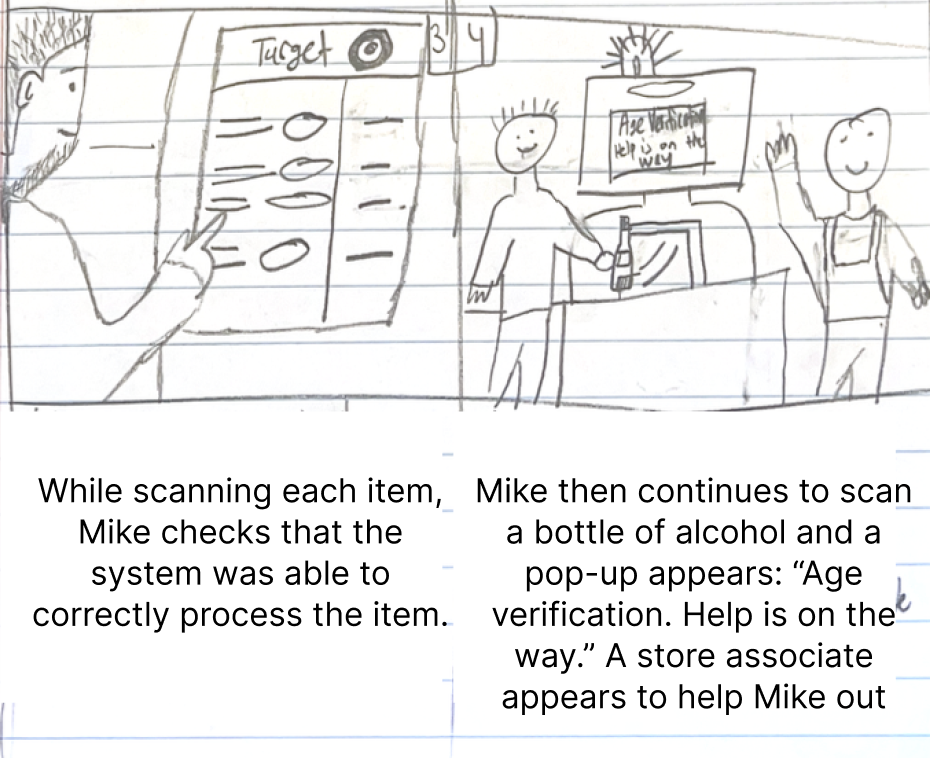 Turget
3
4
Age Verification
Help is on the
way
While scanning each item,
Mike checks that the
system was able to
correctly process the item.
Mike then continues to scan
a bottle of alcohol and a
pop-up appears: “Age
verification. Help is on the
way.” A store associate
appears to help Mike out
k